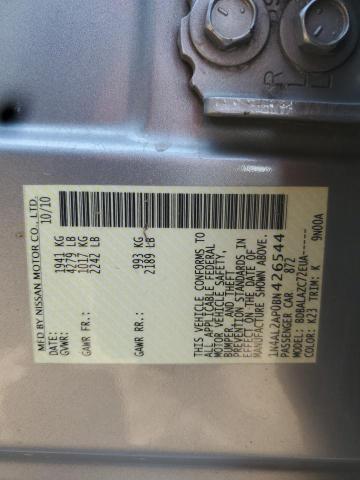 MFD BY NISSAN MOTOR CO., LTD.
10/10
GVWR: 1941 KG
4279 LB
GAWR FR.: 1017 KG
2242 LB
GAWR RR.: 993 KG
2189 LB
THIS VEHICLE CONFORMS TO
ALL APPLICABLE FEDERAL
MOTOR VEHICLE SAFETY,
BUMPER, AND THEFT
PREVENTION STANDARDS IN
EFFECT ON THE DATE OF
MANUFACTURE SHOWN ABOVE.
1N4AL2AP0BN426544
PASSENGER CAR 872
MODEL: BDBALA2C7ZEUA------
COLOR: K23 TRIM: K 9N00A